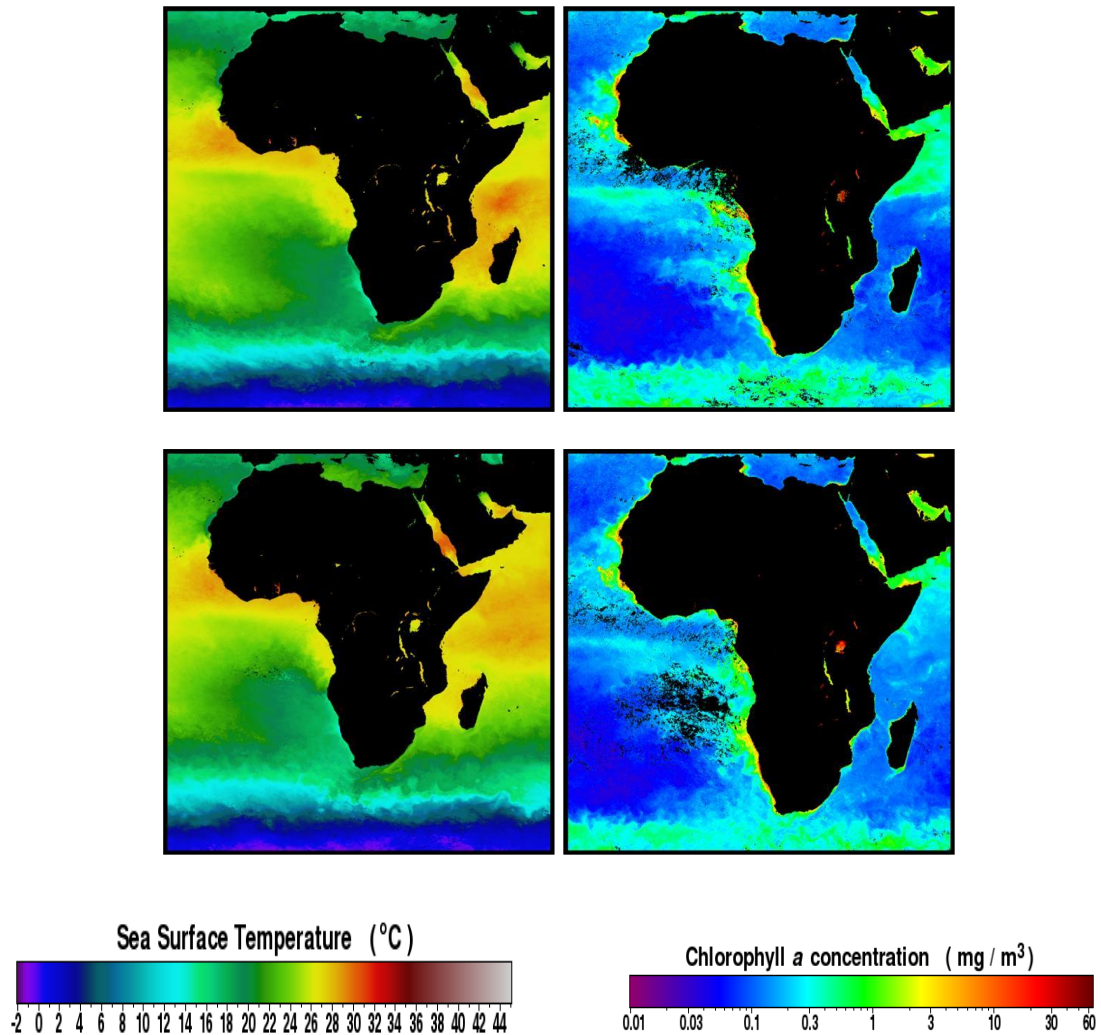 Sea Surface Temperature (°C)
-2 0 2 4 6 8 10 12 14 16 18 20 22 24 26 28 30 32 34 36 38 40 42 44
Chlorophyll a concentration ( mg / m³)
0.01 0.03 0.1 0.3 1 3 10 30 60